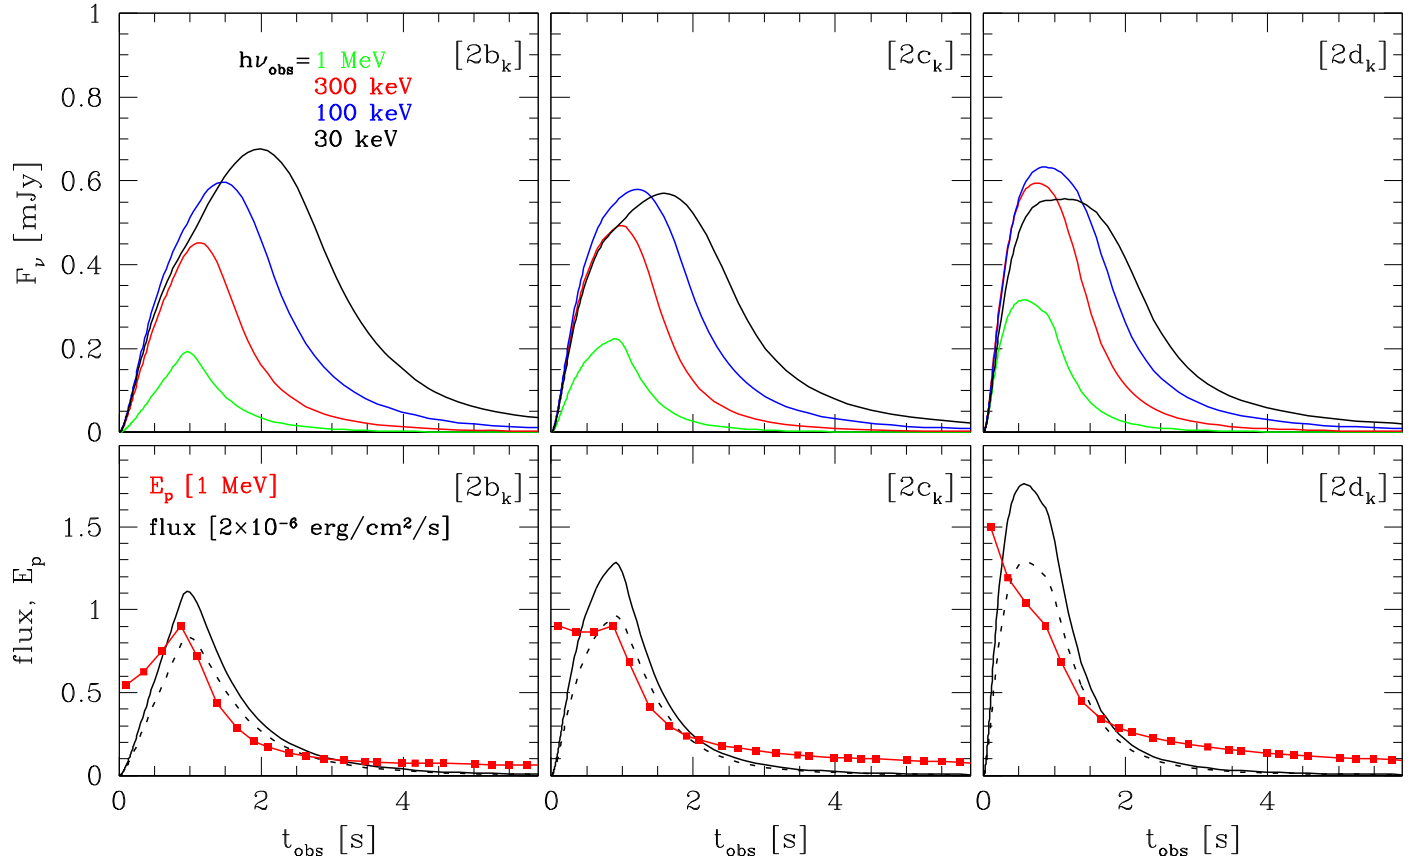 [2b_k]
[2c_k]
[2d_k]
hν_obs= 1 MeV
300 keV
100 keV
30 keV
1
0.8
0.6
0.4
0.2
0
F_ν [mJy]
[2b_k]
[2c_k]
[2d_k]
E_p [1 MeV]
flux [2×10⁻⁶ erg/cm²/s]
1.5
1
0.5
0
flux, E_p
0 2 4
0 2 4
0 2 4
t_obs [s]
t_obs [s]
t_obs [s]